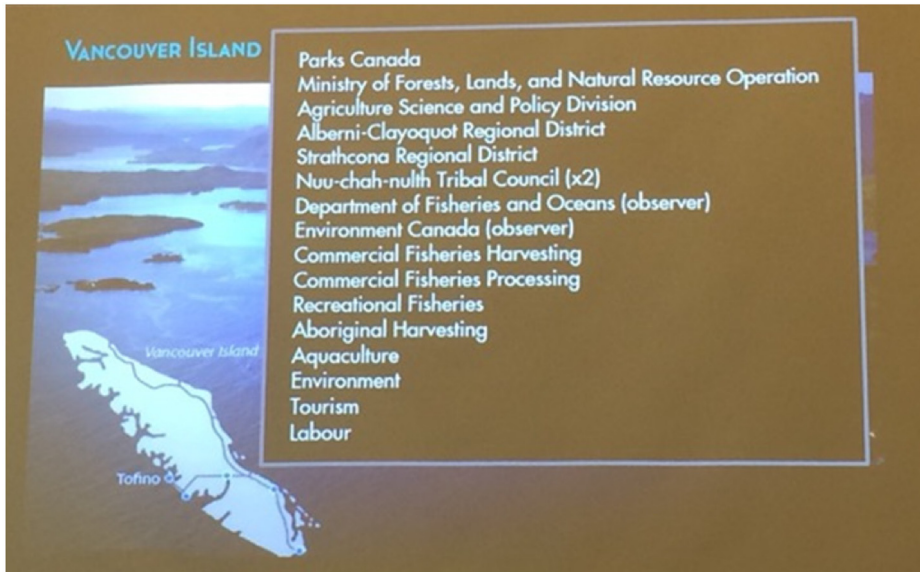 VANCOUVER ISLAND
Parks Canada
Ministry of Forests, Lands, and Natural Resource Operation
Agriculture Science and Policy Division
Alberni-Clayoquot Regional District
Strathcona Regional District
Nuu-chah-nulth Tribal Council (x2)
Department of Fisheries and Oceans (observer)
Environment Canada (observer)
Commercial Fisheries Harvesting
Commercial Fisheries Processing
Recreational Fisheries
Aboriginal Harvesting
Aquaculture
Environment
Tourism
Labour
Vancouver Island
Tofino